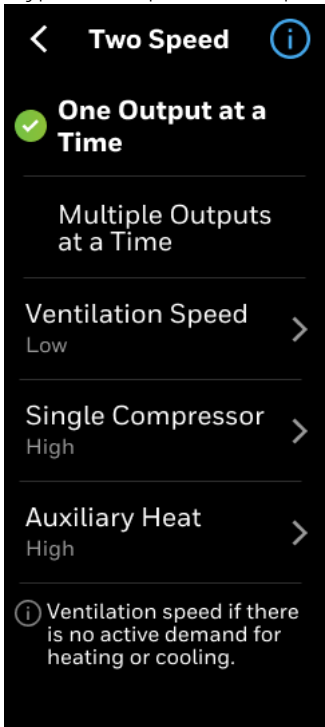 Two Speed
One Output at a
Time
Multiple Outputs
at a Time
Ventilation Speed
Low
Single Compressor
High
Auxiliary Heat
High
Ventilation speed if there
is no active demand for
heating or cooling.